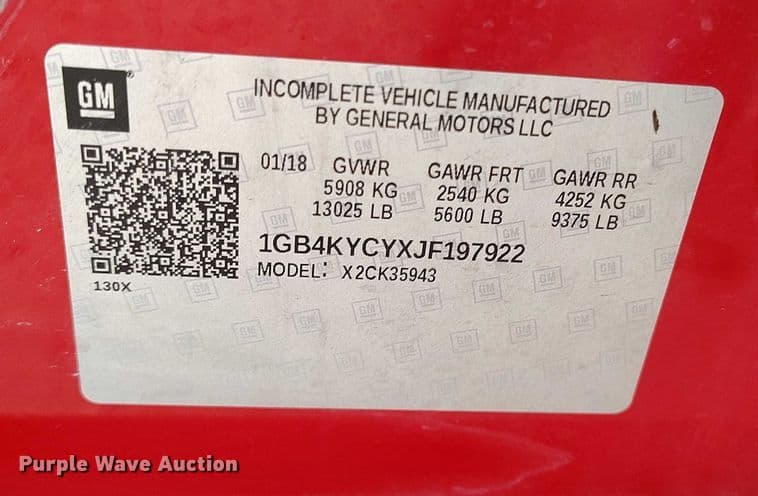 GM
INCOMPLETE VEHICLE MANUFACTURED
BY GENERAL MOTORS LLC
01/18 GVWR GAWR FRT GAWR RR
5908 KG 2540 KG 4252 KG
13025 LB 5600 LB 9375 LB
1GB4KYCYXJF197922
MODEL: X2CK35943
130X
Purple Wave Auction